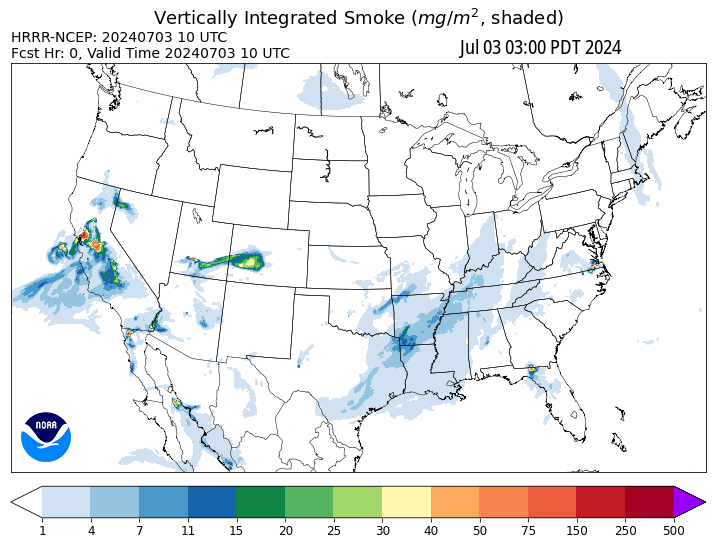 Vertically Integrated Smoke (mg/m², shaded)
HRRR-NCEP: 20240703 10 UTC
Fcst Hr: 0, Valid Time 20240703 10 UTC
Jul 03 03:00 PDT 2024
NOAA
1 4 7 11 15 20 25 30 40 50 75 150 250 500